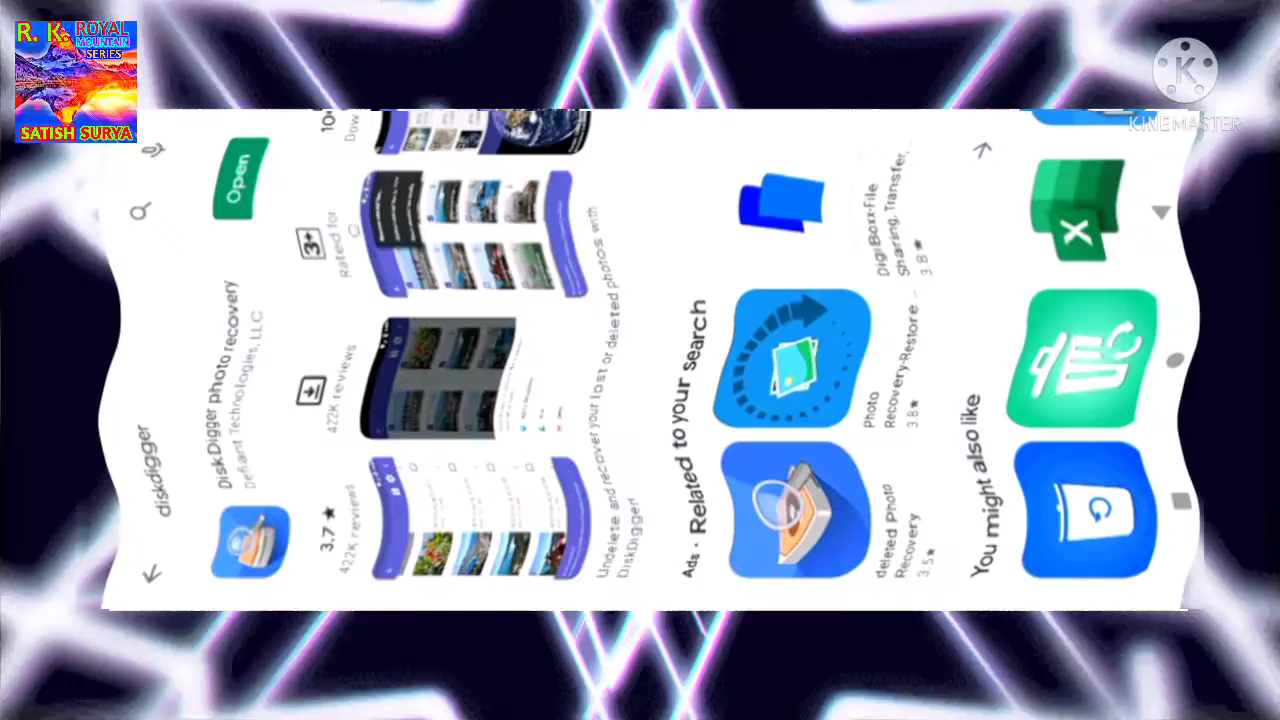 R. K. ROYAL
MOUNTAIN
SERIES
SATISH SURYA
KINEMASTER
diskdigger
DiskDigger photo recovery
Defiant Technologies, LLC
Open
3.7 ★
422K reviews
422K reviews
3+
Rated for
10+
Dow
Undelete and recover your lost or deleted photos with
DiskDigger!
Ads · Related to your search
deleted Photo
Recovery
3.5 ★
Photo
Recovery-Restore
3.8 ★
DigiBoxx-File
Sharing, Transfer,
3.8 ★
You might also like